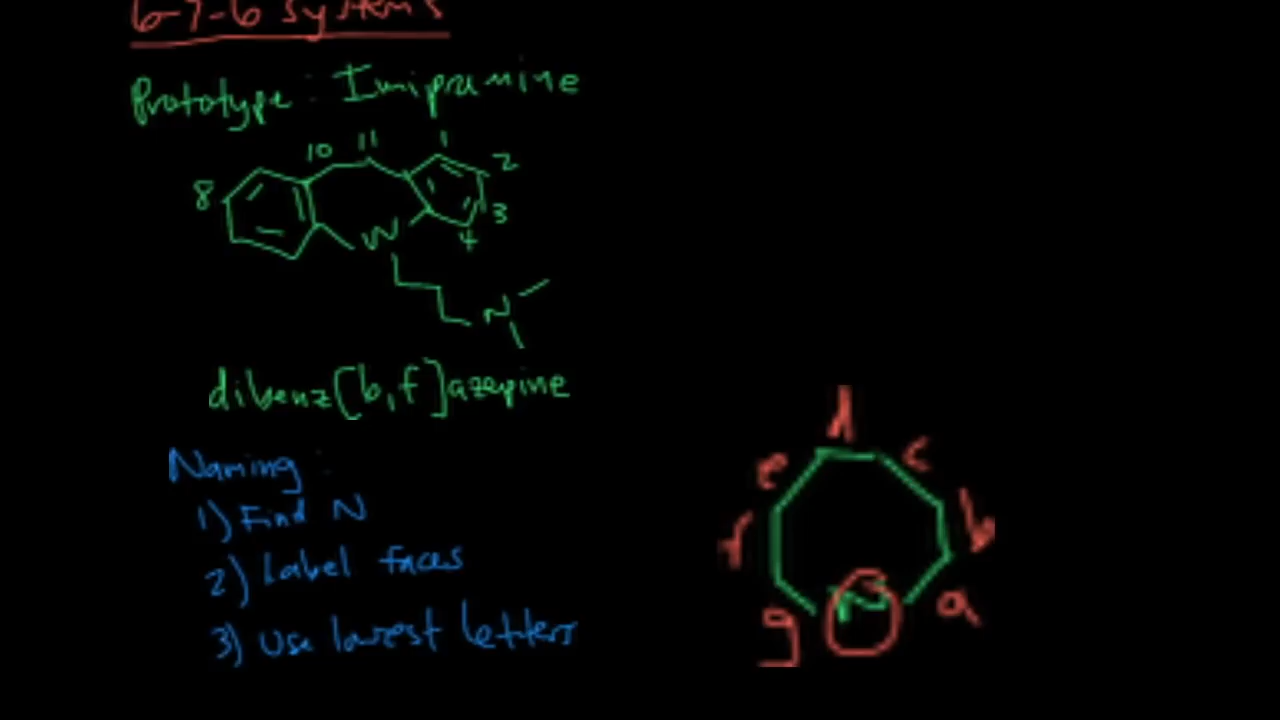 6-7-6 systems
Prototype: Imipramine
10 11 1
8 2
3
N 4
N
dibenz[b,f]azepine
Naming:
1) Find N
2) Label faces
3) Use lowest letters
d
e c
f b
g N a